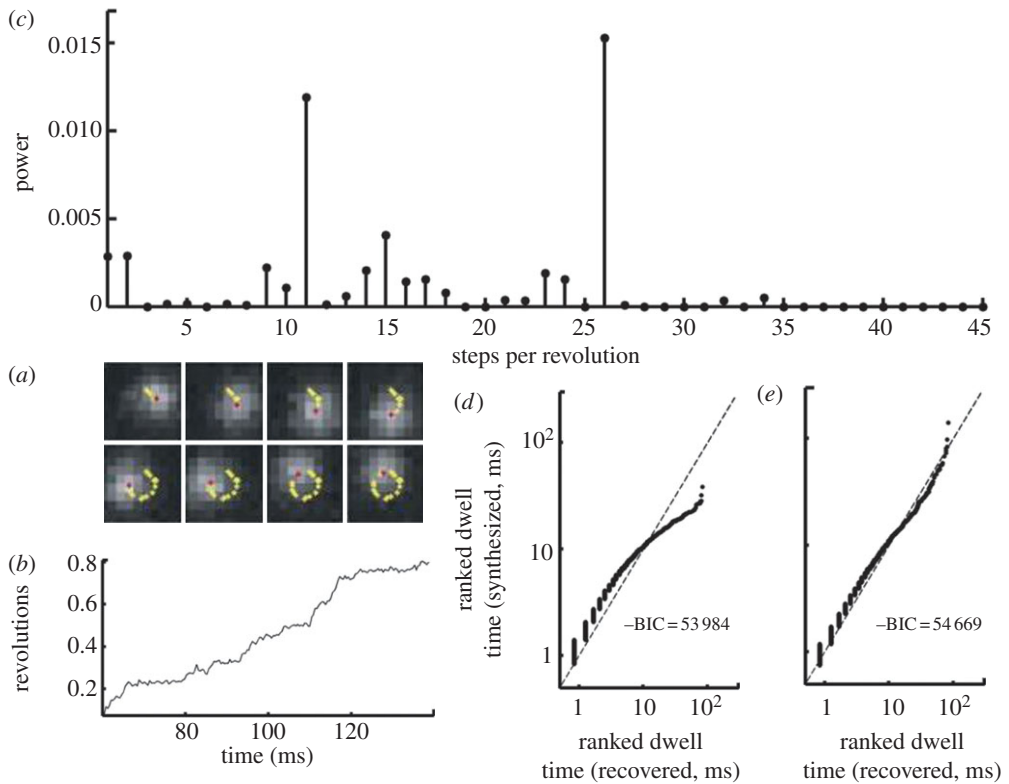 (c)
0.015
0.010
0.005
0
power
5 10 15 20 25 30 35 40 45
steps per revolution
(a)
(b)
0.8
0.6
0.4
0.2
revolutions
80 100 120
time (ms)
(d)
10²
10
1
ranked dwell
time (synthesized, ms)
–BIC = 53 984
1 10 10²
ranked dwell
time (recovered, ms)
(e)
–BIC = 54 669
1 10 10²
ranked dwell
time (recovered, ms)